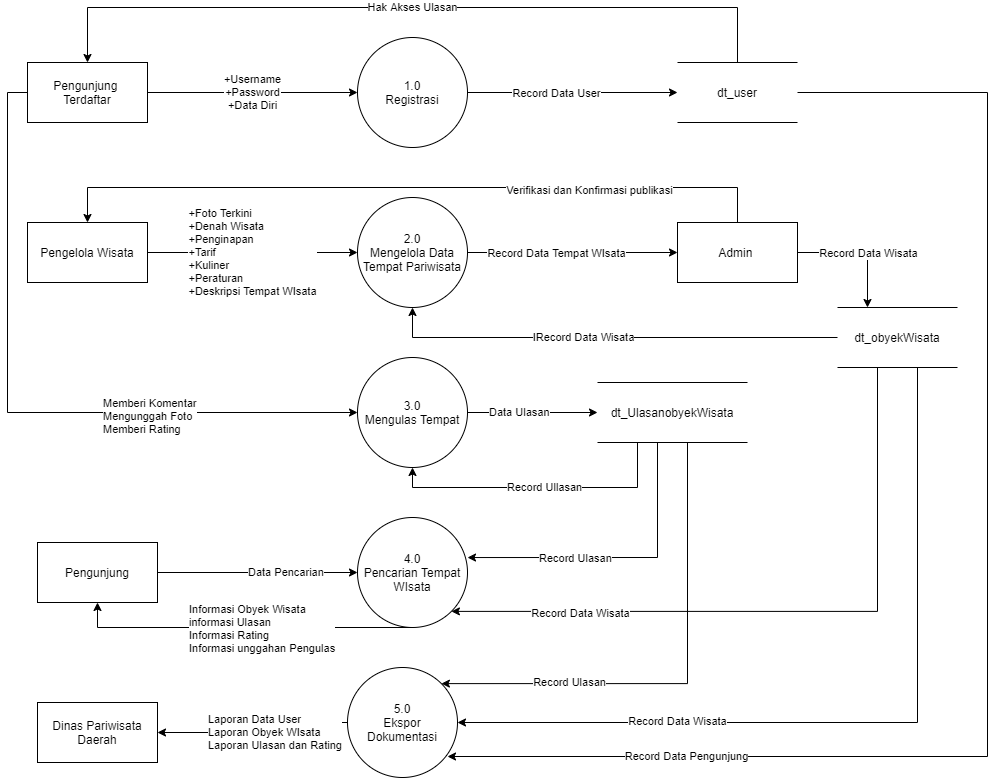 Hak Akses Ulasan
Pengunjung
Terdaftar
+Username
+Password
+Data Diri
1.0
Registrasi
Record Data User
dt_user
Verifikasi dan Konfirmasi publikasi
Pengelola Wisata
+Foto Terkini
+Denah Wisata
+Penginapan
+Tarif
+Kuliner
+Peraturan
+Deskripsi Tempat WIsata
2.0
Mengelola Data
Tempat Pariwisata
Record Data Tempat WIsata
Admin
Record Data Wisata
dt_obyekWisata
IRecord Data Wisata
Memberi Komentar
Mengunggah Foto
Memberi Rating
3.0
Mengulas Tempat
Data Ulasan
dt_UlasanobyekWisata
Record Ullasan
Pengunjung
Data Pencarian
4.0
Pencarian Tempat
WIsata
Record Ulasan
Record Data Wisata
Informasi Obyek Wisata
informasi Ulasan
Informasi Rating
Informasi unggahan Pengulas
Dinas Pariwisata
Daerah
Laporan Data User
Laporan Obyek WIsata
Laporan Ulasan dan Rating
5.0
Ekspor
Dokumentasi
Record Ulasan
Record Data Wisata
Record Data Pengunjung